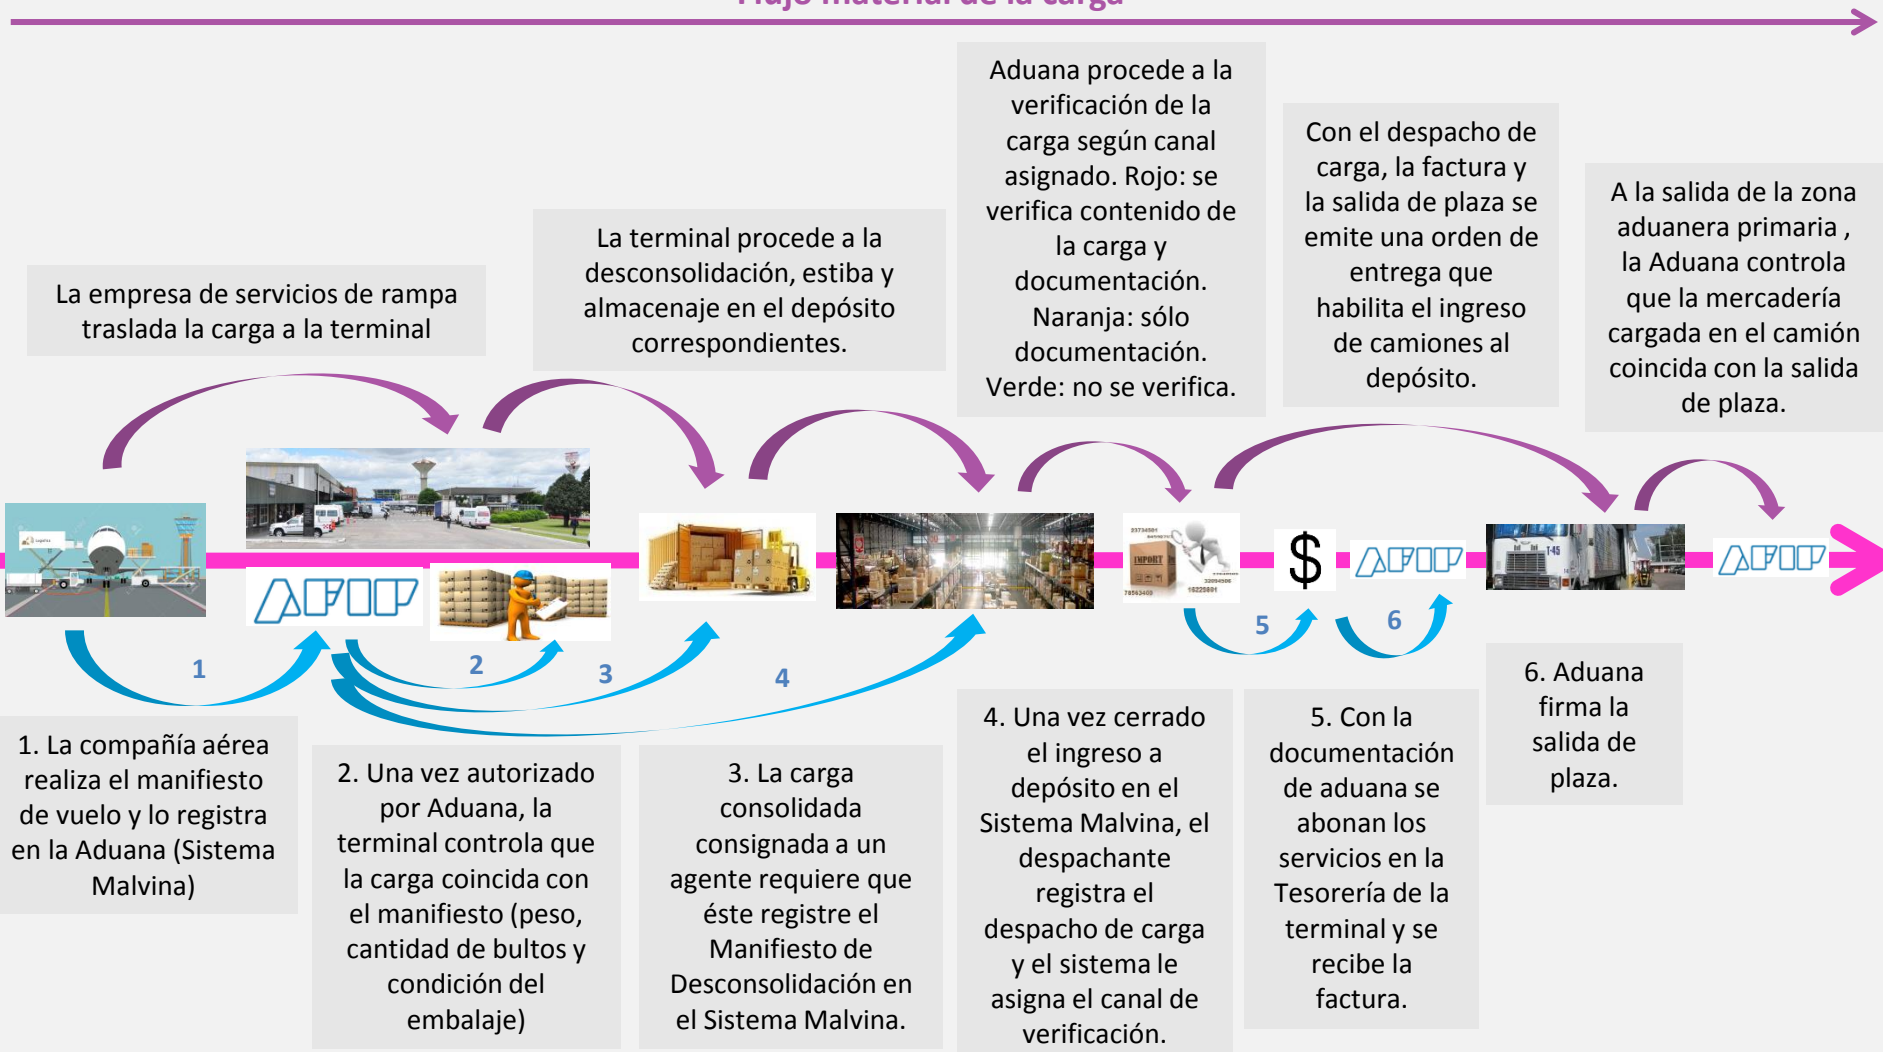 Flujo material de la carga
La empresa de servicios de rampa
traslada la carga a la terminal
La terminal procede a la
desconsolidación, estiba y
almacenaje en el depósito
correspondientes.
Aduana procede a la
verificación de la
carga según canal
asignado. Rojo: se
verifica contenido de
la carga y
documentación.
Naranja: sólo
documentación.
Verde: no se verifica.
Con el despacho de
carga, la factura y
la salida de plaza se
emite una orden de
entrega que
habilita el ingreso
de camiones al
depósito.
A la salida de la zona
aduanera primaria ,
la Aduana controla
que la mercadería
cargada en el camión
coincida con la salida
de plaza.
AFIP
23734501
IMPORT
32094506
78563403
18225891
$
AFIP
T-45
AFIP
1
2
3
4
5
6
1. La compañía aérea
realiza el manifiesto
de vuelo y lo registra
en la Aduana (Sistema
Malvina)
2. Una vez autorizado
por Aduana, la
terminal controla que
la carga coincida con
el manifiesto (peso,
cantidad de bultos y
condición del
embalaje)
3. La carga
consolidada
consignada a un
agente requiere que
éste registre el
Manifiesto de
Desconsolidación en
el Sistema Malvina.
4. Una vez cerrado
el ingreso a
depósito en el
Sistema Malvina, el
despachante
registra el
despacho de carga
y el sistema le
asigna el canal de
verificación.
5. Con la
documentación
de aduana se
abonan los
servicios en la
Tesorería de la
terminal y se
recibe la
factura.
6. Aduana
firma la
salida de
plaza.